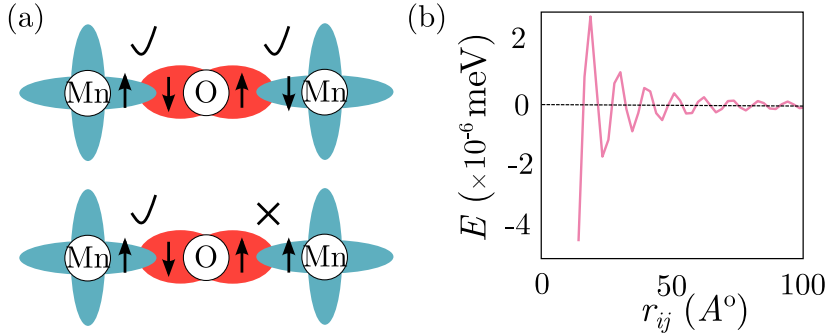 (a)
✓ ✓
Mn ↑ ↓ O ↑ ↓ Mn
✓ ×
Mn ↑ ↓ O ↑ ↑ Mn
(b)
2
0
-2
-4
E (×10⁻⁶ meV)
0 50 100
r_ij (A°)